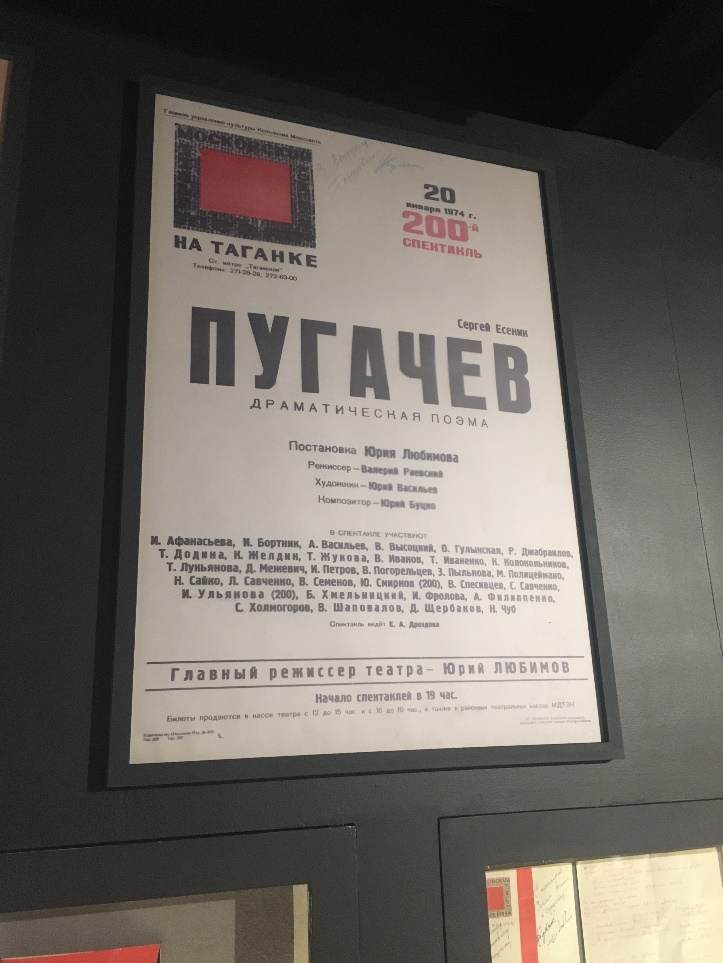 Главное управление культуры Исполкома Моссовета
НА ТАГАНКЕ
Ст. метро „Таганская"
Телефоны: 271-28-26, 272-63-00
20
января 1974 г.
200-й
СПЕКТАКЛЬ
Сергей Есенин
ПУГАЧЕВ
ДРАМАТИЧЕСКАЯ ПОЭМА
Постановка Юрия Любимова
Режиссер — Валерий Раевский
Художник — Юрий Васильев
Композитор — Юрий Буцко
В СПЕКТАКЛЕ УЧАСТВУЮТ:
И. Афанасьева, И. Бортник, А. Васильев, В. Высоцкий, О. Гулынская, Р. Джабраилов,
Т. Додина, К. Желдин, Т. Жукова, В. Иванов, Т. Иваненко, К. Колокольников,
Т. Лукьянова, Д. Межевич, И. Петров, В. Погорельцев, З. Пыльнова, М. Полицеймако,
Н. Сайко, Л. Савченко, В. Семенов, Ю. Смирнов (200), В. Спесивцев, С. Савченко,
И. Ульянова (200), Б. Хмельницкий, И. Фролова, А. Филиппенко,
С. Холмогоров, В. Шаповалов, Д. Щербаков, Н. Чуб
Спектакль ведёт Е. А. Дроздова
Главный режиссер театра — Юрий ЛЮБИМОВ
Начало спектаклей в 19 час.
Билеты продаются в кассе театра с 12 до 15 час. и с 16 до 19 час., а также в районных театральных кассах МДТЗК